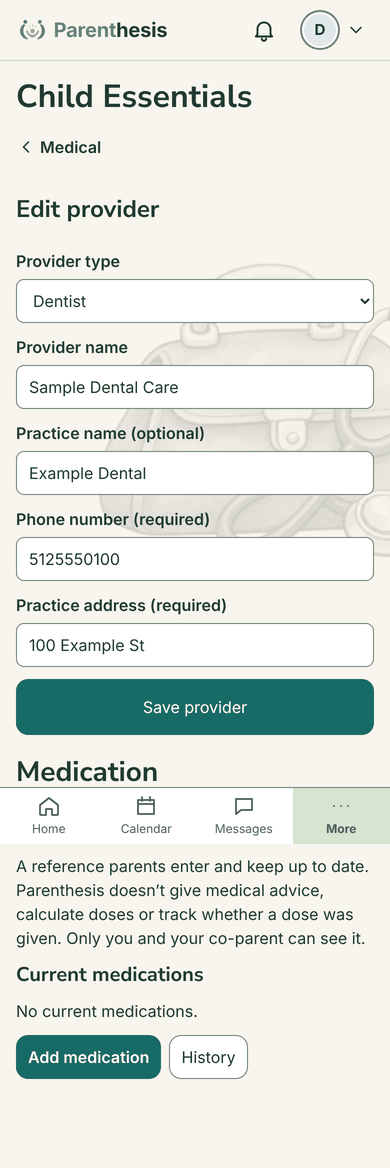 Parenthesis
D
Child Essentials
Medical
Edit provider
Provider type
Dentist
Provider name
Sample Dental Care
Practice name (optional)
Example Dental
Phone number (required)
5125550100
Practice address (required)
100 Example St
Save provider
Medication
Home
Calendar
Messages
More
A reference parents enter and keep up to date.
Parenthesis doesn’t give medical advice,
calculate doses or track whether a dose was
given. Only you and your co-parent can see it.
Current medications
No current medications.
Add medication
History